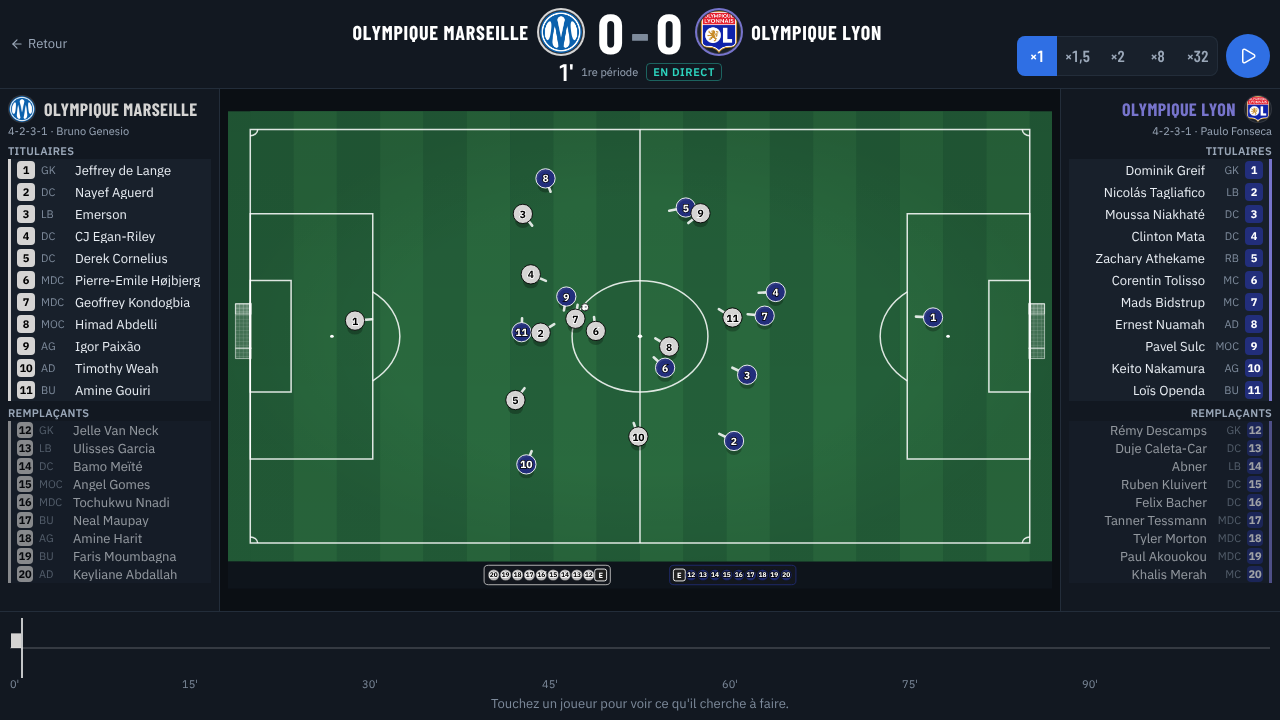 Retour
OLYMPIQUE MARSEILLE 0 - 0 OLYMPIQUE LYON
1' 1re période EN DIRECT
×1 ×1,5 ×2 ×8 ×32
OLYMPIQUE MARSEILLE
4-2-3-1 · Bruno Genesio
TITULAIRES
1 GK Jeffrey de Lange
2 DC Nayef Aguerd
3 LB Emerson
4 DC CJ Egan-Riley
5 DC Derek Cornelius
6 MDC Pierre-Emile Højbjerg
7 MDC Geoffrey Kondogbia
8 MOC Himad Abdelli
9 AG Igor Paixão
10 AD Timothy Weah
11 BU Amine Gouiri
REMPLAÇANTS
12 GK Jelle Van Neck
13 LB Ulisses Garcia
14 DC Bamo Meïté
15 MOC Angel Gomes
16 MDC Tochukwu Nnadi
17 BU Neal Maupay
18 AG Amine Harit
19 BU Faris Moumbagna
20 AD Keyliane Abdallah
8
3
5 9
4
9
4
1
7
11
7
1
11 2
6
8
6
3
5
10
2
10
20 19 18 17 16 15 14 13 12 E
E 12 13 14 15 16 17 18 19 20
OLYMPIQUE LYON
4-2-3-1 · Paulo Fonseca
TITULAIRES
Dominik Greif GK 1
Nicolás Tagliafico LB 2
Moussa Niakhaté DC 3
Clinton Mata DC 4
Zachary Athekame RB 5
Corentin Tolisso MC 6
Mads Bidstrup MC 7
Ernest Nuamah AD 8
Pavel Sulc MOC 9
Keito Nakamura AG 10
Loïs Openda BU 11
REMPLAÇANTS
Rémy Descamps GK 12
Duje Caleta-Car DC 13
Abner LB 14
Ruben Kluivert DC 15
Felix Bacher DC 16
Tanner Tessmann MDC 17
Tyler Morton MDC 18
Paul Akouokou MDC 19
Khalis Merah MC 20
0' 15' 30' 45' 60' 75' 90'
Touchez un joueur pour voir ce qu'il cherche à faire.